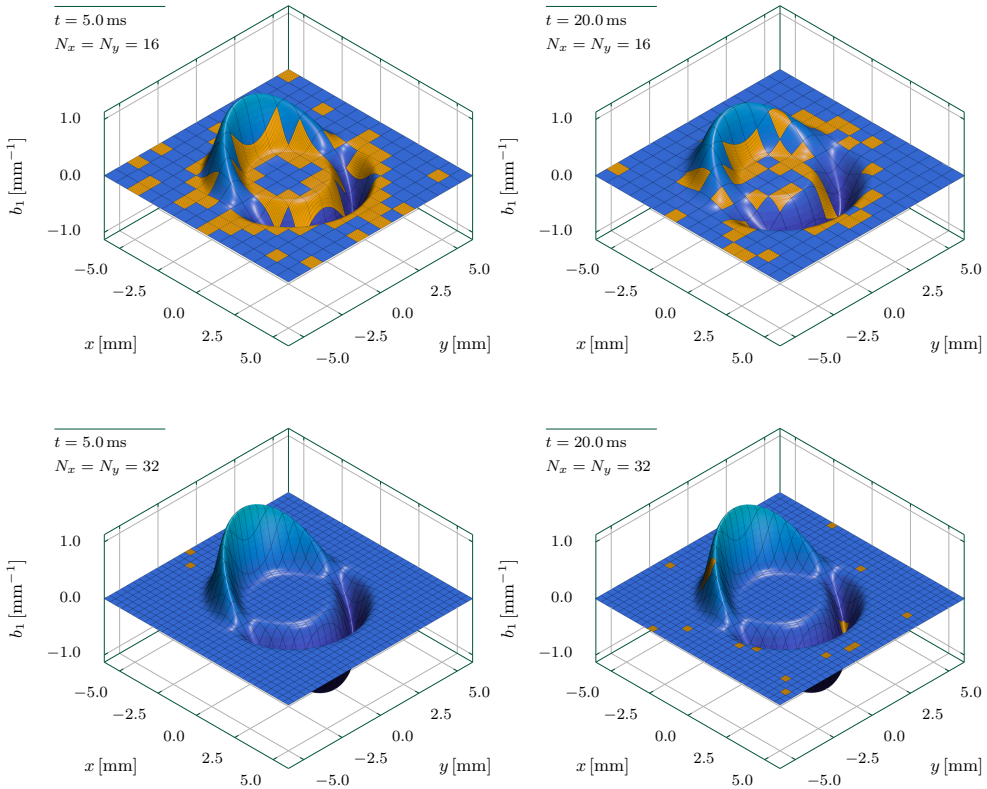 t = 5.0 ms
N_x = N_y = 16
1.0
0.0
−1.0
b_1 [mm^{−1}]
−5.0
−2.5
0.0
2.5
5.0
x [mm]
−5.0
−2.5
0.0
2.5
5.0
y [mm]
t = 20.0 ms
N_x = N_y = 16
1.0
0.0
−1.0
b_1 [mm^{−1}]
−5.0
−2.5
0.0
2.5
5.0
x [mm]
−5.0
−2.5
0.0
2.5
5.0
y [mm]
t = 5.0 ms
N_x = N_y = 32
1.0
0.0
−1.0
b_1 [mm^{−1}]
−5.0
−2.5
0.0
2.5
5.0
x [mm]
−5.0
−2.5
0.0
2.5
5.0
y [mm]
t = 20.0 ms
N_x = N_y = 32
1.0
0.0
−1.0
b_1 [mm^{−1}]
−5.0
−2.5
0.0
2.5
5.0
x [mm]
−5.0
−2.5
0.0
2.5
5.0
y [mm]